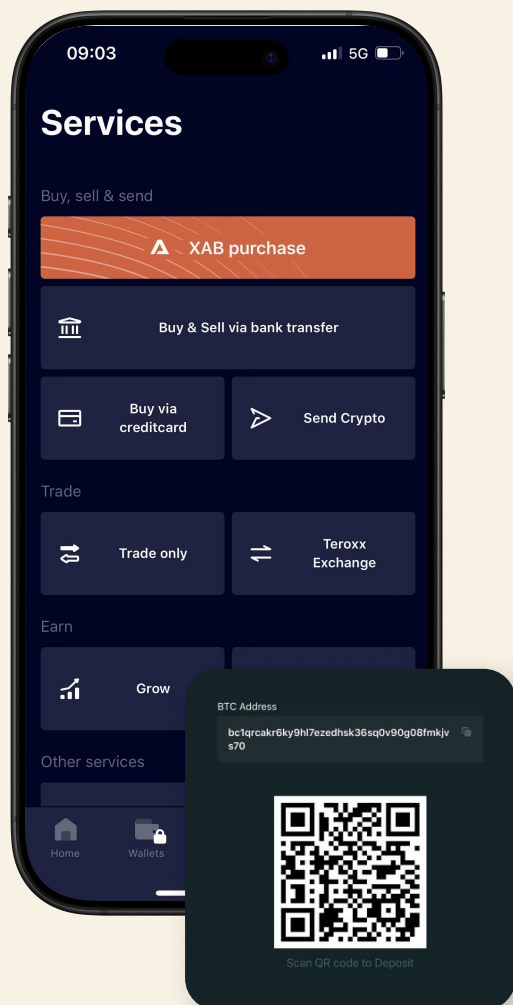 09:03
5G
Services
Buy, sell & send
XAB purchase
Buy & Sell via bank transfer
Buy via
creditcard
Send Crypto
Trade
Trade only
Teroxx
Exchange
Earn
Grow
Other services
Home
Wallets
BTC Address
bc1qrcakr6ky9hl7ezedhsk36sq0v90g08fmkjv
s70
Scan QR code to Deposit